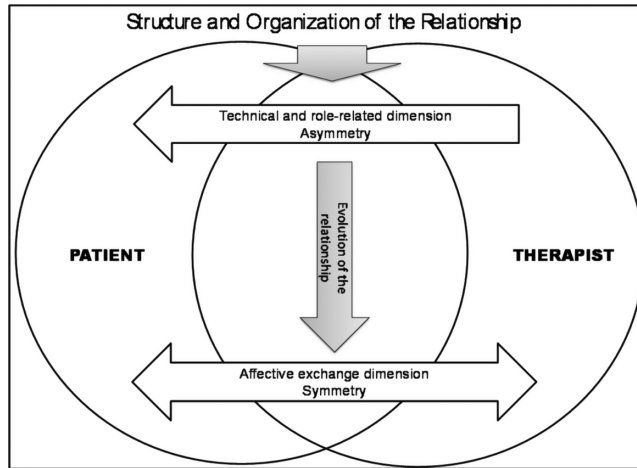 Structure and Organization of the Relationship
Technical and role-related dimension
Asymmetry
Evolution of the
relationship
PATIENT
THERAPIST
Affective exchange dimension
Symmetry